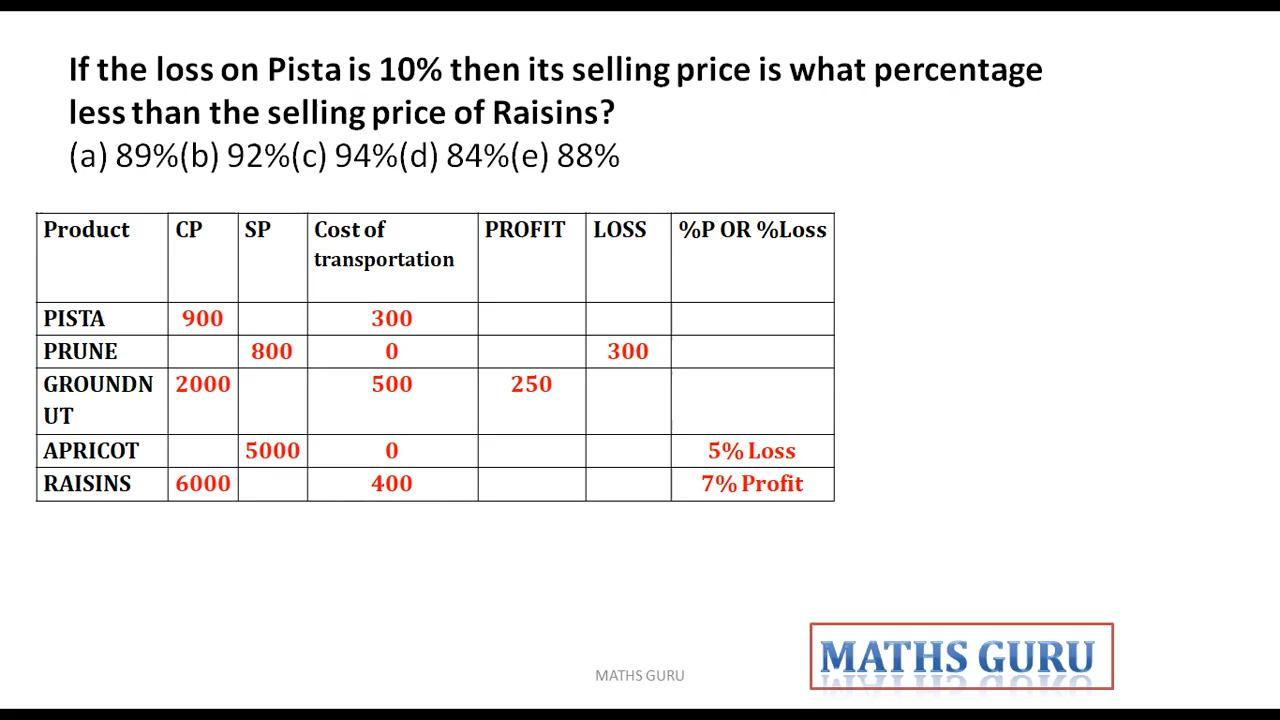 If the loss on Pista is 10% then its selling price is what percentage
less than the selling price of Raisins?
(a) 89%(b) 92%(c) 94%(d) 84%(e) 88%
Product CP SP Cost of transportation PROFIT LOSS %P OR %Loss
PISTA 900 300
PRUNE 800 0 300
GROUNDN 2000 500 250
UT
APRICOT 5000 0 5% Loss
RAISINS 6000 400 7% Profit
MATHS GURU
MATHS GURU